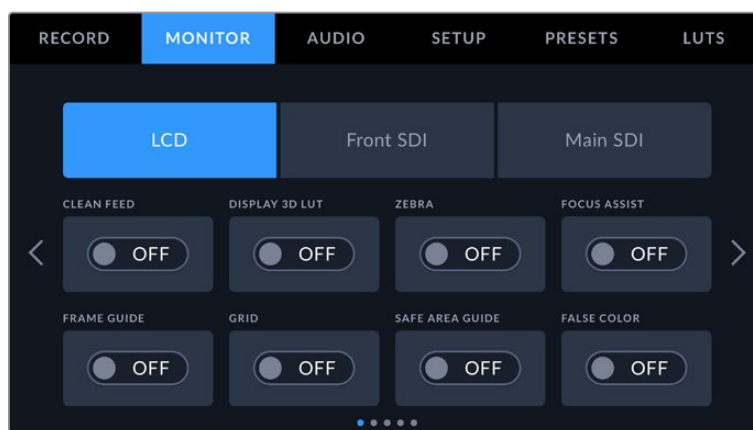 RECORD MONITOR AUDIO SETUP PRESETS LUTS
LCD Front SDI Main SDI
CLEAN FEED DISPLAY 3D LUT ZEBRA FOCUS ASSIST
OFF OFF OFF OFF
FRAME GUIDE GRID SAFE AREA GUIDE FALSE COLOR
OFF OFF OFF OFF